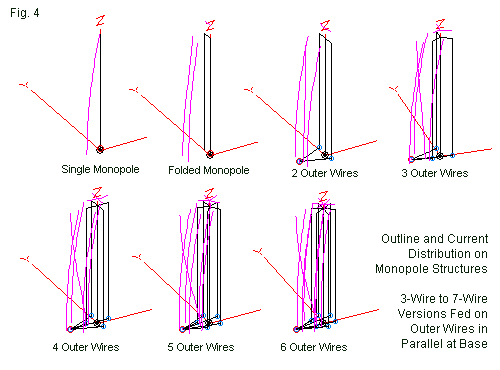 Fig. 4
Z
Y
Single Monopole
Z
Y
Folded Monopole
Z
Y
2 Outer Wires
Z
Y
3 Outer Wires
Z
Y
4 Outer Wires
Z
Y
5 Outer Wires
Z
Y
6 Outer Wires
Outline and Current
Distribution on
Monopole Structures
3-Wire to 7-Wire
Versions Fed on
Outer Wires in
Parallel at Base